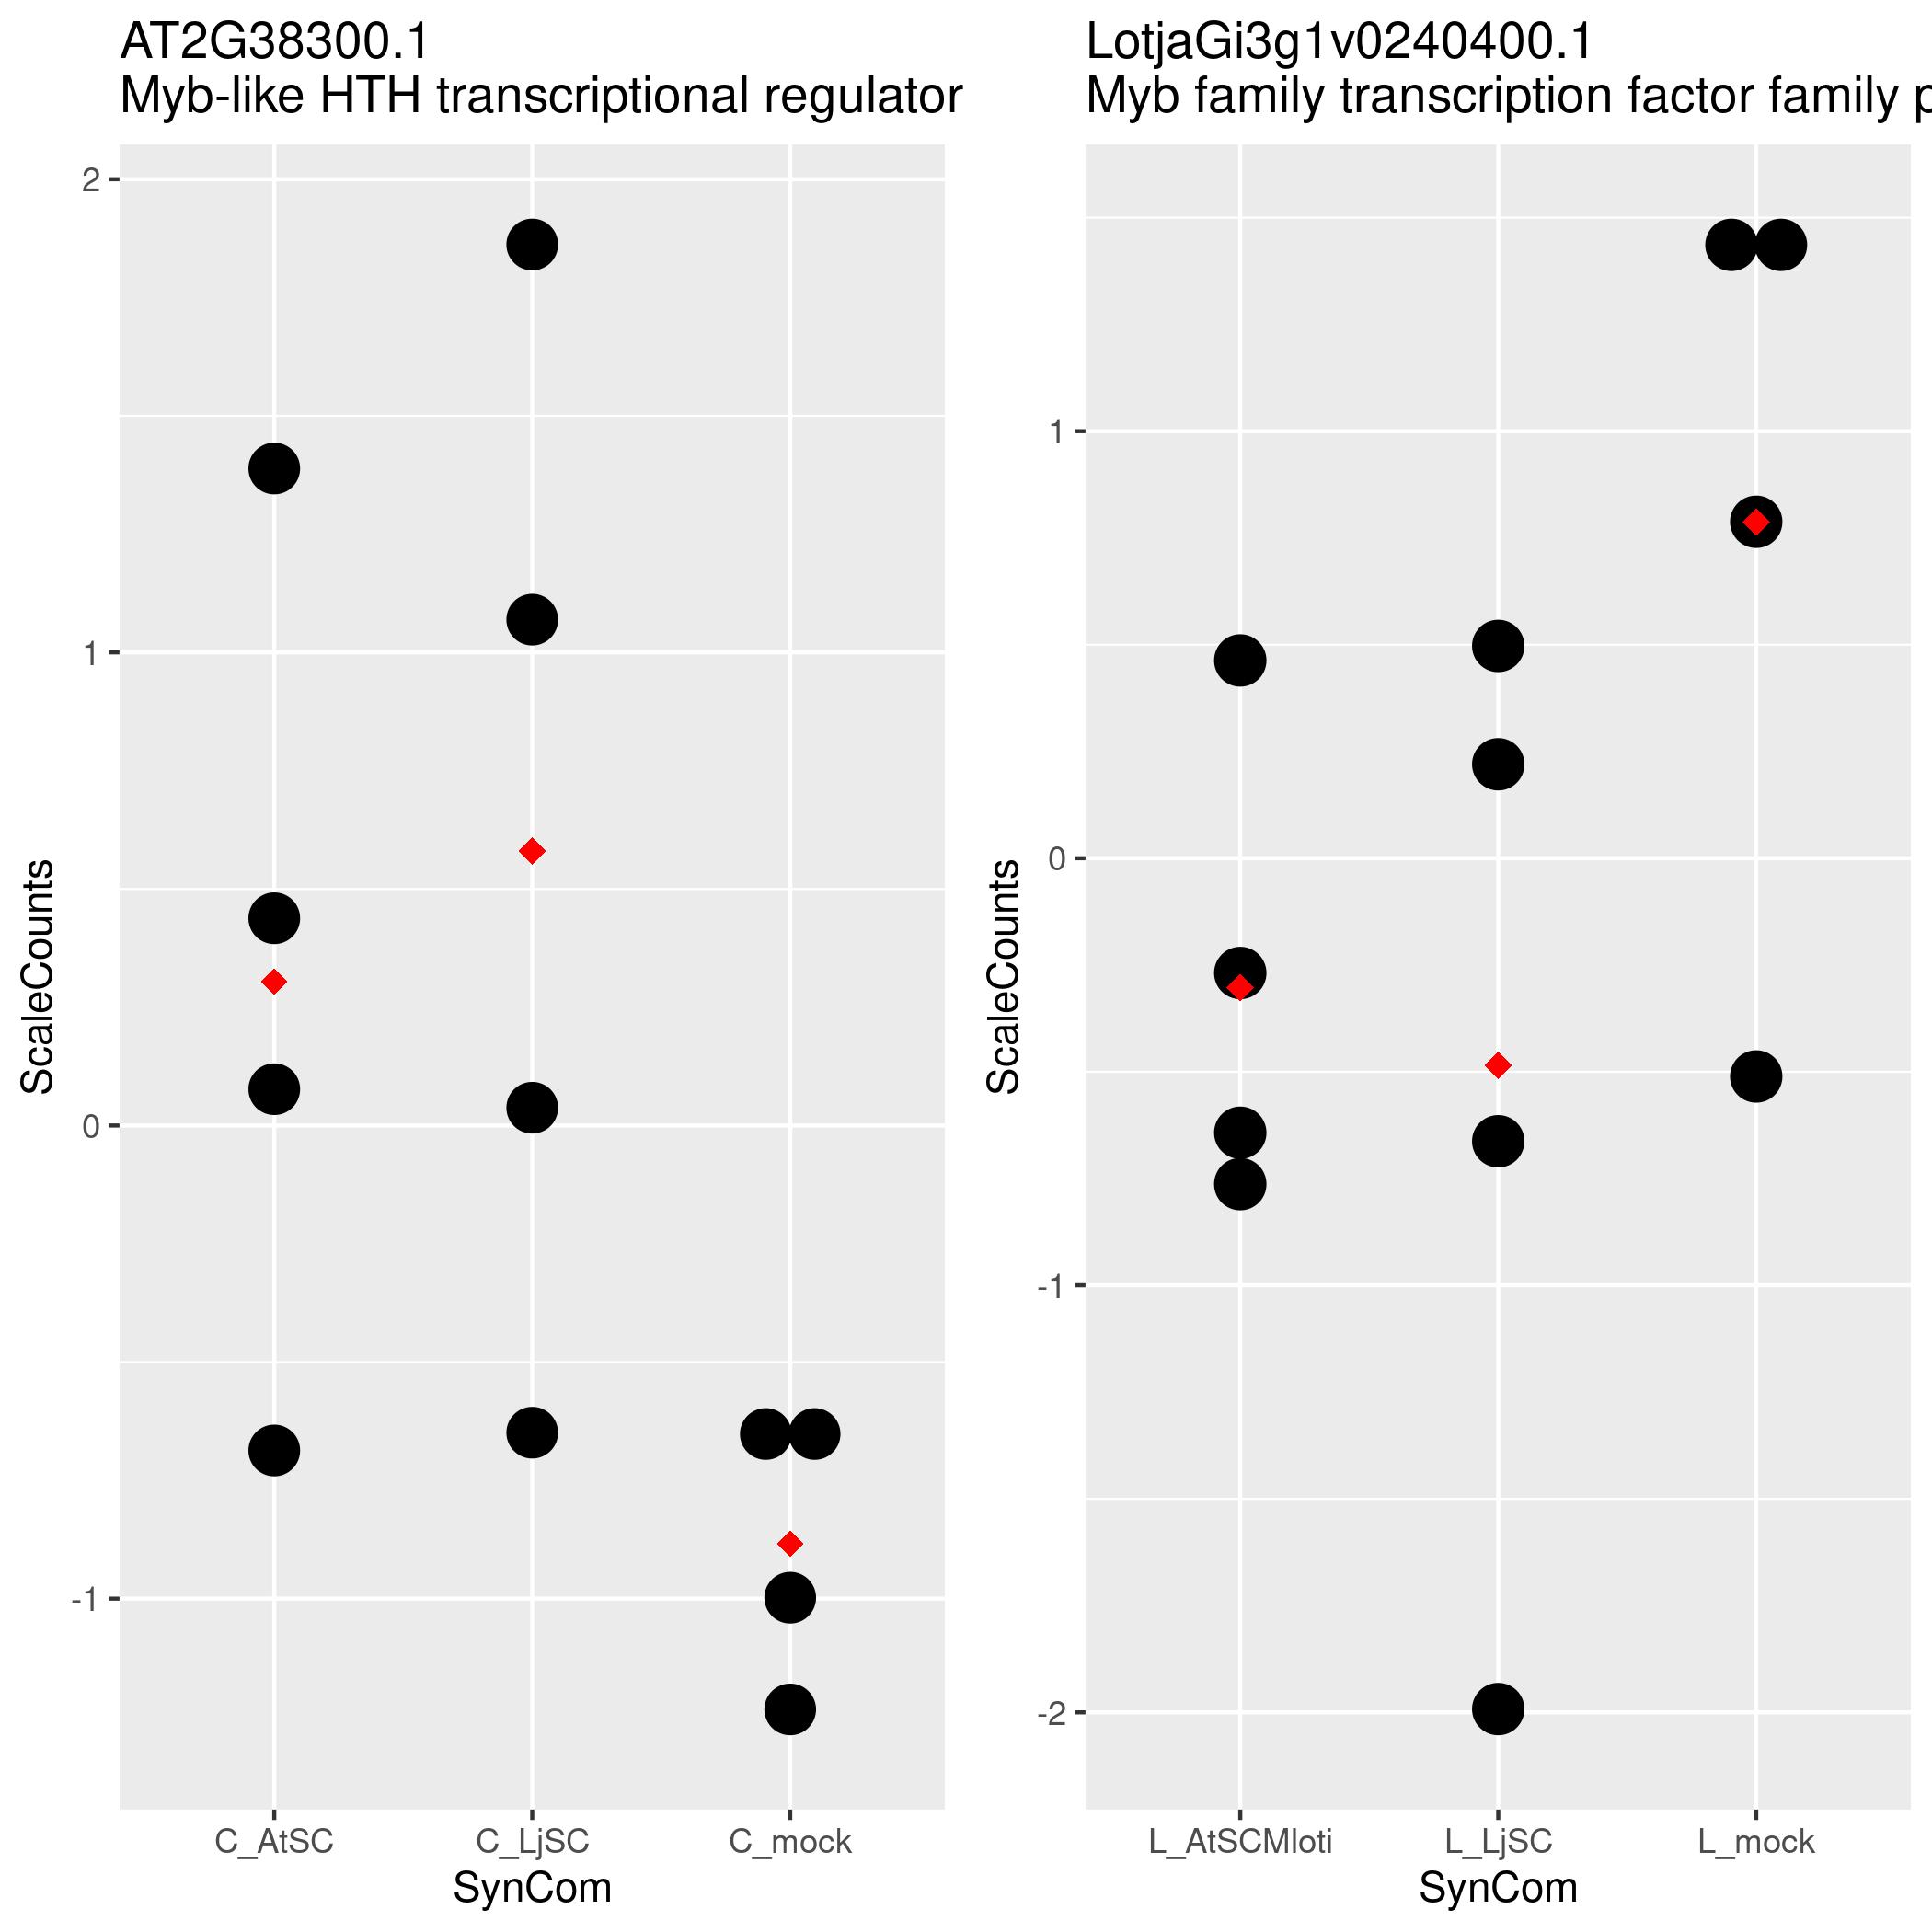 AT2G38300.1
Myb-like HTH transcriptional regulator
ScaleCounts
2
1
0
-1
C_AtSC C_LjSC C_mock
SynCom
LotjaGi3g1v0240400.1
Myb family transcription factor family
ScaleCounts
1
0
-1
-2
L_AtSCMloti L_LjSC L_mock
SynCom